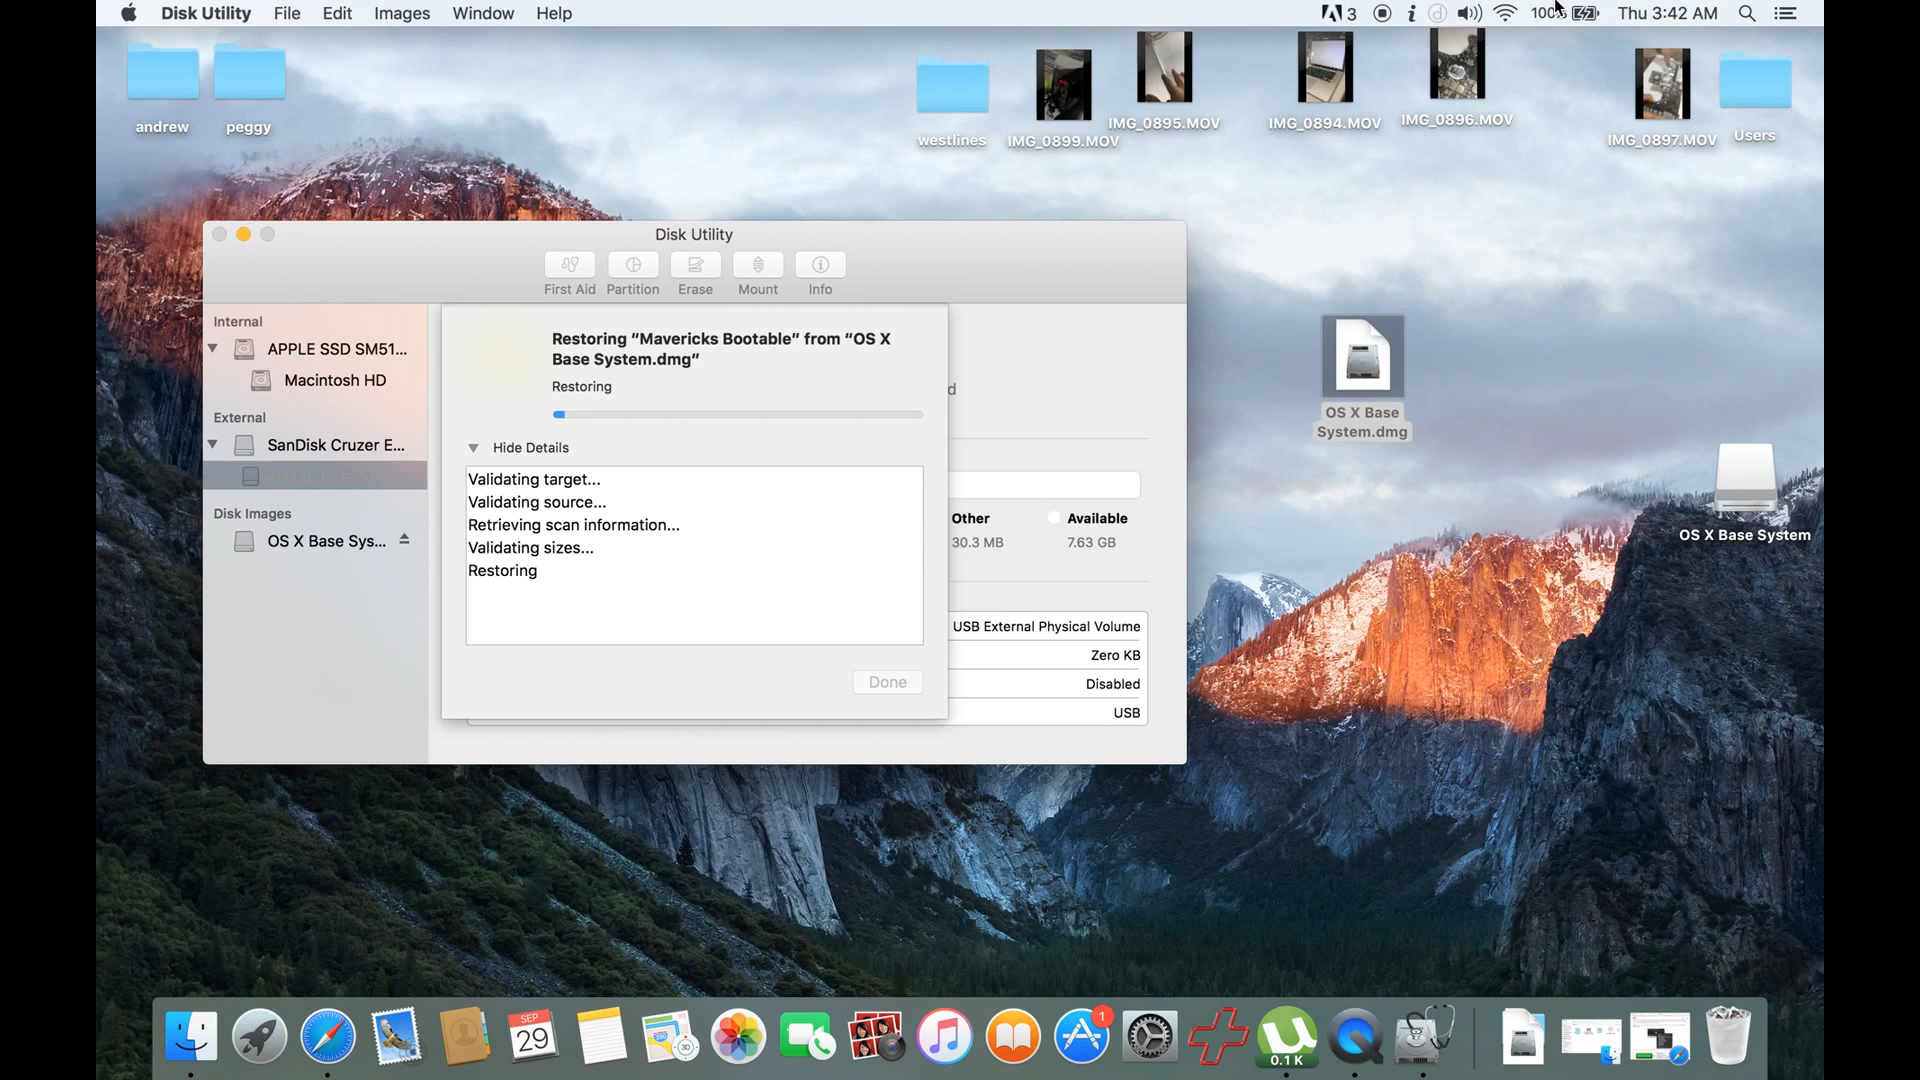 Disk Utility File Edit Images Window Help
3 100% Thu 3:42 AM
andrew
peggy
westlines
IMG_0899.MOV
IMG_0895.MOV
IMG_0894.MOV
IMG_0896.MOV
IMG_0897.MOV
Users
Disk Utility
First Aid Partition Erase Mount Info
Internal
APPLE SSD SM51...
Macintosh HD
External
SanDisk Cruzer E...
Disk Images
OS X Base Sys...
Restoring “Mavericks Bootable” from “OS X
Base System.dmg”
Restoring
Hide Details
Validating target...
Validating source...
Retrieving scan information...
Validating sizes...
Restoring
Done
d
Other
30.3 MB
Available
7.63 GB
USB External Physical Volume
Zero KB
Disabled
USB
OS X Base
System.dmg
OS X Base System
SEP
29
3D
1
0.1 K